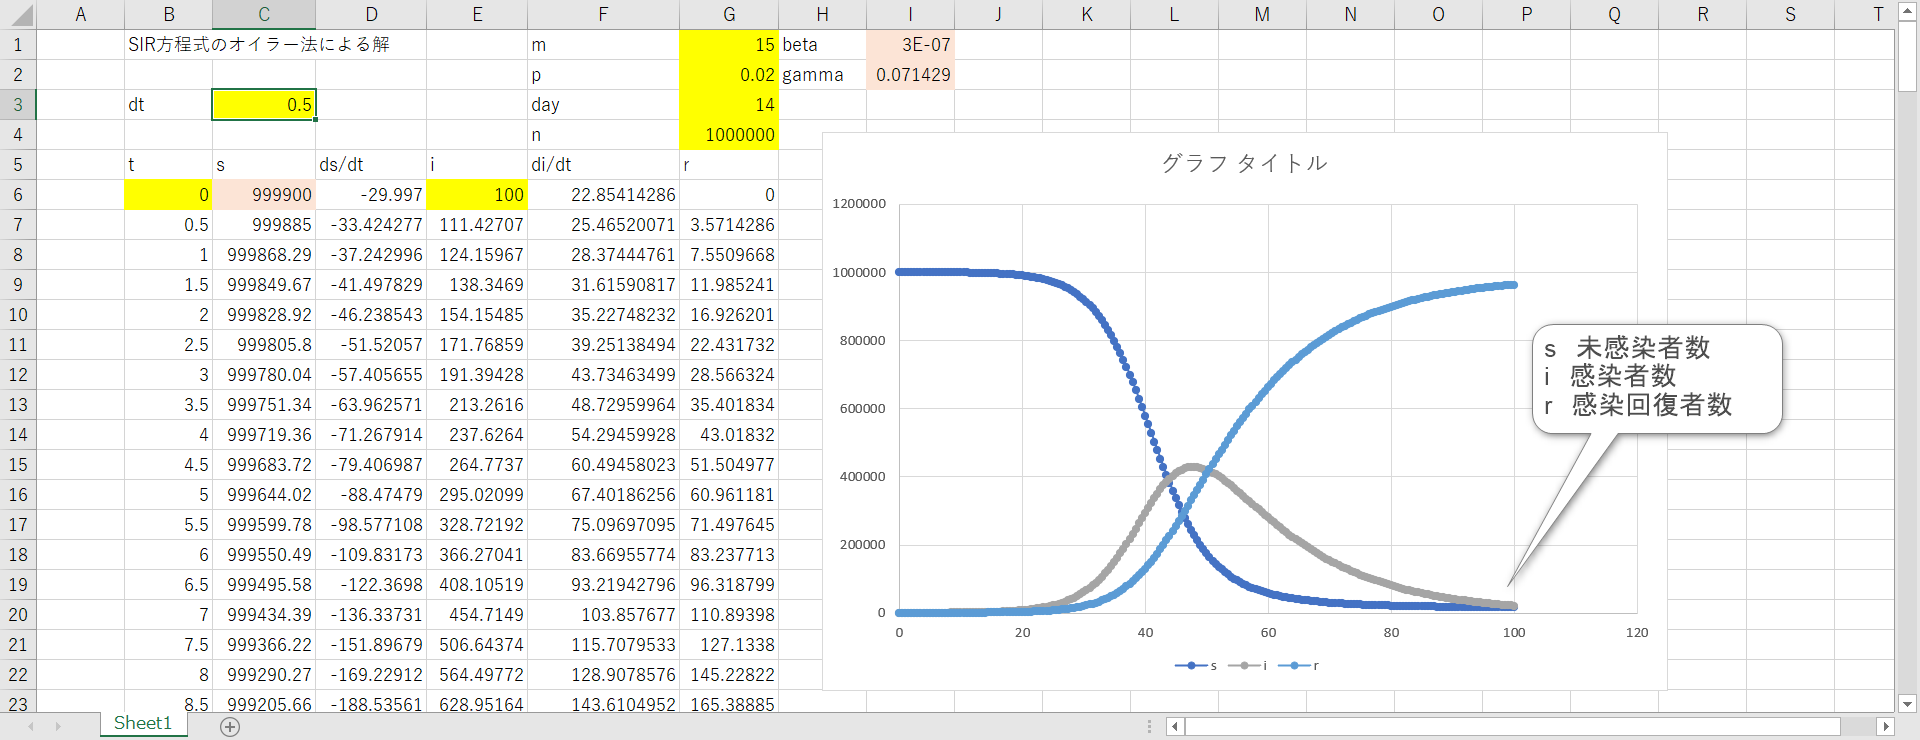 A B C D E F G H I J K L M N O P Q R S T
1 SIR方程式のオイラー法による解 m 15 beta 3E-07
2 p 0.02 gamma 0.071429
3 dt 0.5 day 14
4 n 1000000
5 t s ds/dt i di/dt r
6 0 999900 -29.997 100 22.85414286 0
7 0.5 999885 -33.424277 111.42707 25.46520071 3.5714286
8 1 999868.29 -37.242996 124.15967 28.37444761 7.5509668
9 1.5 999849.67 -41.497829 138.3469 31.61590817 11.985241
10 2 999828.92 -46.238543 154.15485 35.22748232 16.926201
11 2.5 999805.8 -51.52057 171.76859 39.25138494 22.431732
12 3 999780.04 -57.405655 191.39428 43.73463499 28.566324
13 3.5 999751.34 -63.962571 213.2616 48.72959964 35.401834
14 4 999719.36 -71.267914 237.6264 54.29459928 43.01832
15 4.5 999683.72 -79.406987 264.7737 60.49458023 51.504977
16 5 999644.02 -88.47479 295.02099 67.40186256 60.961181
17 5.5 999599.78 -98.577108 328.72192 75.09697095 71.497645
18 6 999550.49 -109.83173 366.27041 83.66955774 83.237713
19 6.5 999495.58 -122.3698 408.10519 93.21942796 96.318799
20 7 999434.39 -136.33731 454.7149 103.857677 110.89398
21 7.5 999366.22 -151.89679 506.64374 115.7079533 127.1338
22 8 999290.27 -169.22912 564.49772 128.9078576 145.22822
23 8.5 999205.66 -188.53561 628.95164 143.6104952 165.38885
グラフ タイトル
1200000
1000000
800000
600000
400000
200000
0
0 20 40 60 80 100 120
s i r
s 未感染者数
i 感染者数
r 感染回復者数
Sheet1